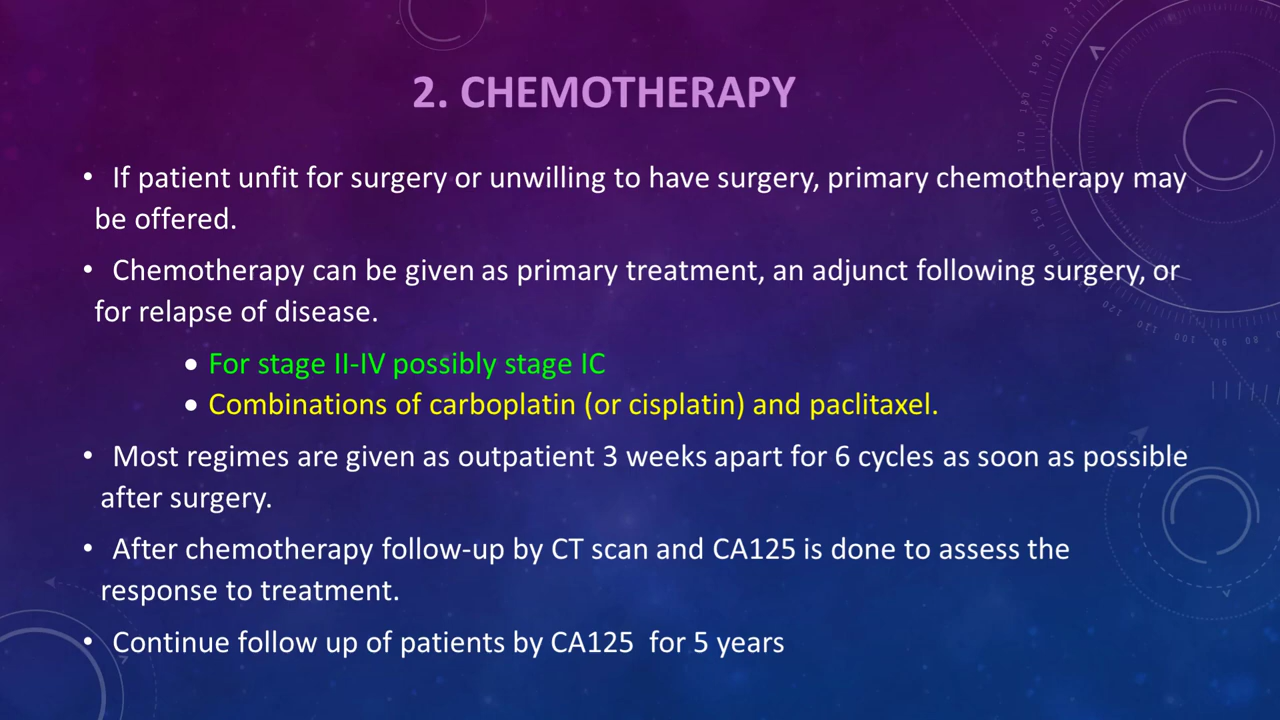 2. CHEMOTHERAPY
• If patient unfit for surgery or unwilling to have surgery, primary chemotherapy may
be offered.
• Chemotherapy can be given as primary treatment, an adjunct following surgery, or
for relapse of disease.
• For stage II-IV possibly stage IC
• Combinations of carboplatin (or cisplatin) and paclitaxel.
• Most regimes are given as outpatient 3 weeks apart for 6 cycles as soon as possible
after surgery.
• After chemotherapy follow-up by CT scan and CA125 is done to assess the
response to treatment.
• Continue follow up of patients by CA125  for 5 years